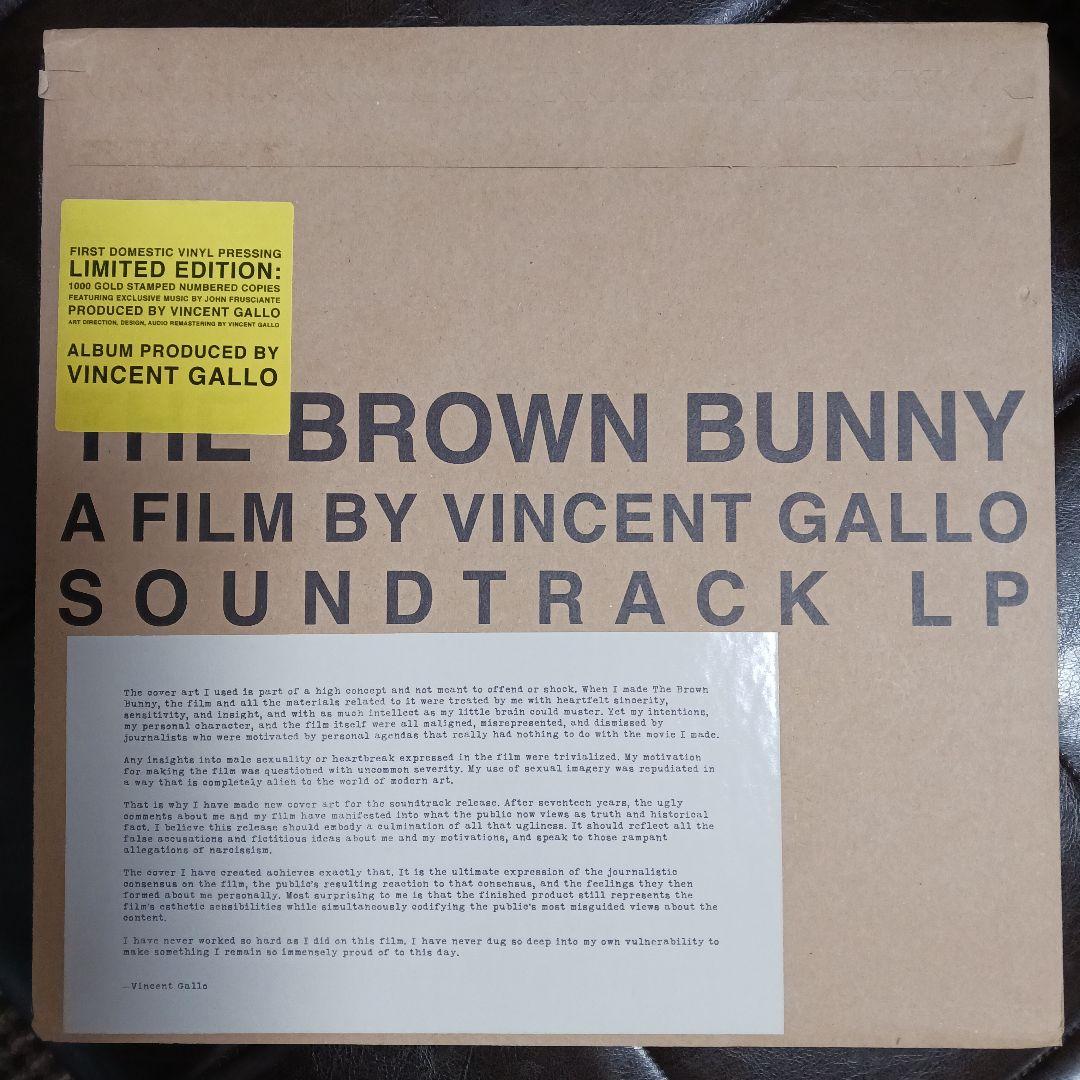 FIRST DOMESTIC VINYL PRESSING
LIMITED EDITION:
1000 GOLD STAMPED NUMBERED COPIES
FEATURING EXCLUSIVE MUSIC BY JOHN FRUSCIANTE
PRODUCED BY VINCENT GALLO
ART DIRECTION, DESIGN, AUDIO REMASTERING BY VINCENT GALLO
ALBUM PRODUCED BY
VINCENT GALLO
THE BROWN BUNNY
A FILM BY VINCENT GALLO
SOUNDTRACK LP
The cover art I used is part of a high concept and not meant to offend or shock. When I made The Brown
Bunny, the film and all the materials related to it were treated by me with heartfelt sincerity,
sensitivity, and insight, and with as much intellect as my little brain could muster. Yet my intentions,
my personal character, and the film itself were all maligned, misrepresented, and dismissed by
journalists who were motivated by personal agendas that really had nothing to do with the movie I made.
Any insights into male sexuality or heartbreak expressed in the film were trivialized. My motivation
for making the film was questioned with uncommon severity. My use of sexual imagery was repudiated in
a way that is completely alien to the world of modern art.
That is why I have made new cover art for the soundtrack release. After seventeen years, the ugly
comments about me and my film have manifested into what the public now views as truth and historical
fact. I believe this release should embody a culmination of all that ugliness. It should reflect all the
false accusations and fictitious ideas about me and my motivations, and speak to those rampant
allegations of narcissism.
The cover I have created achieves exactly that. It is the ultimate expression of the journalistic
consensus on the film, the public's resulting reaction to that consensus, and the feelings they then
formed about me personally. Most surprising to me is that the finished product still represents the
film's esthetic sensibilities while simultaneously codifying the public's most misguided views about the
content.
I have never worked so hard as I did on this film. I have never dug so deep into my own vulnerability to
make something I remain so immensely proud of to this day.
—Vincent Gallo